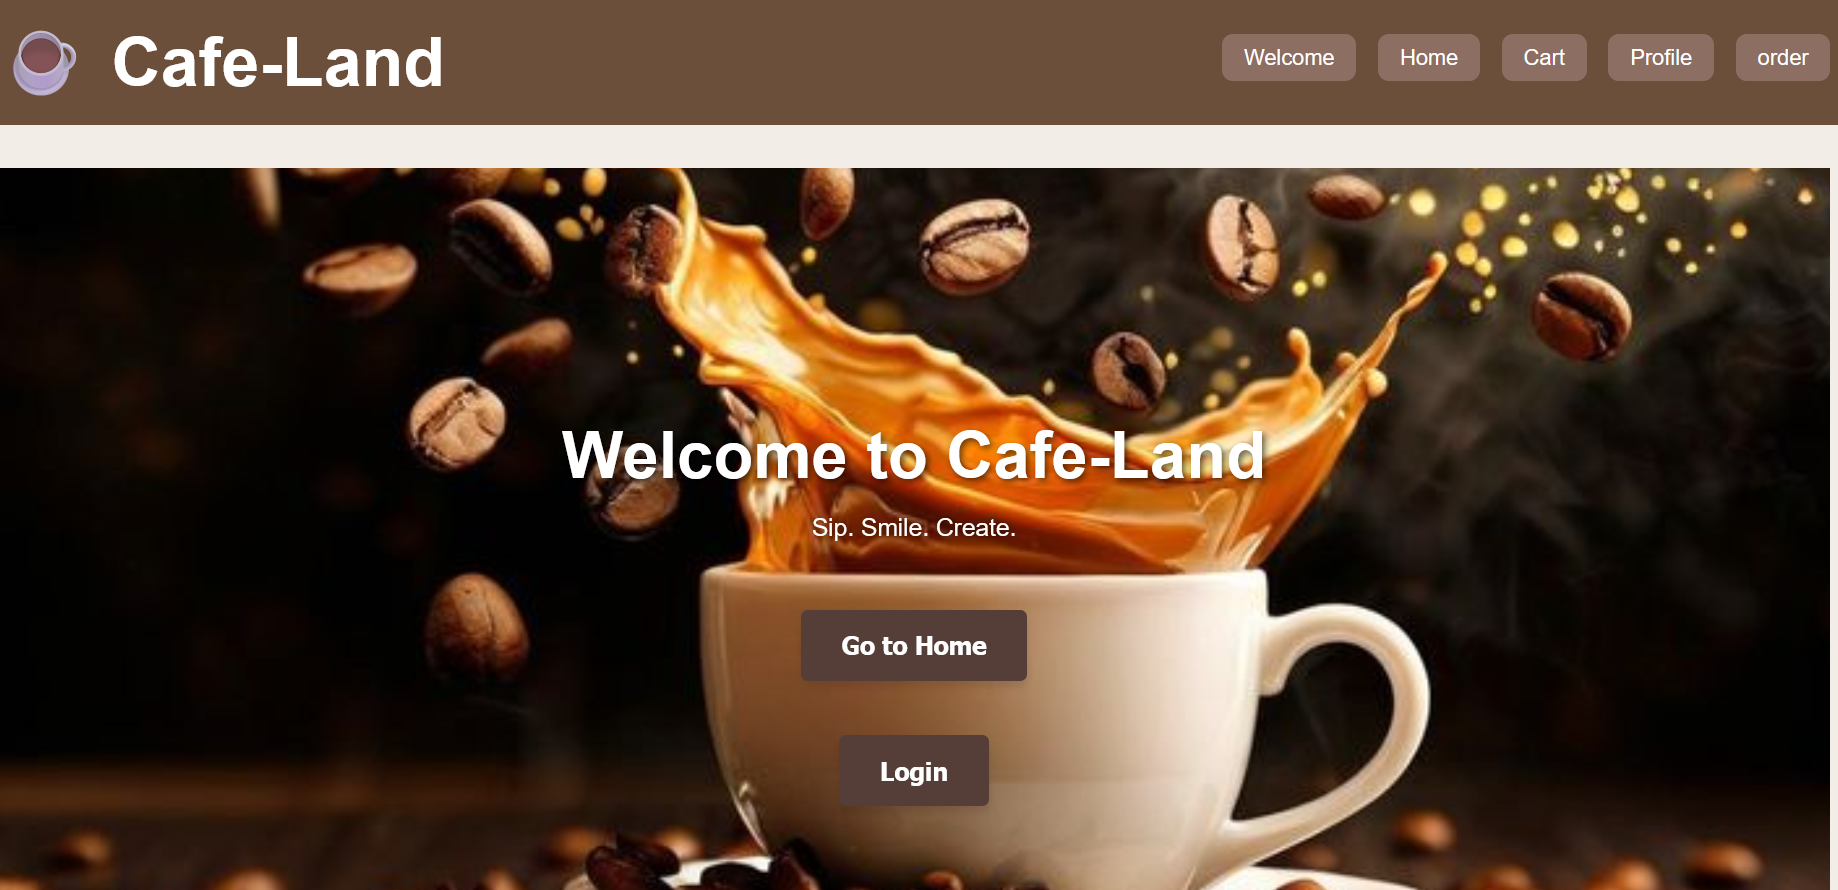 Cafe-Land
Welcome
Home
Cart
Profile
order
Welcome to Cafe-Land
Sip. Smile. Create.
Go to Home
Login